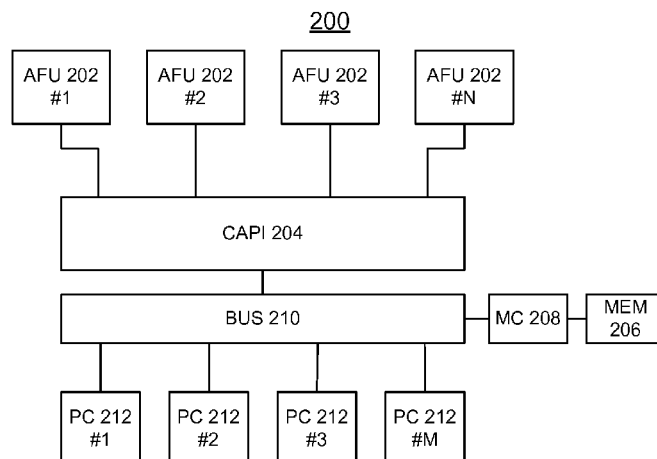 200
AFU 202
#1
AFU 202
#2
AFU 202
#3
AFU 202
#N
CAPI 204
BUS 210
MC 208
MEM
206
PC 212
#1
PC 212
#2
PC 212
#3
PC 212
#M